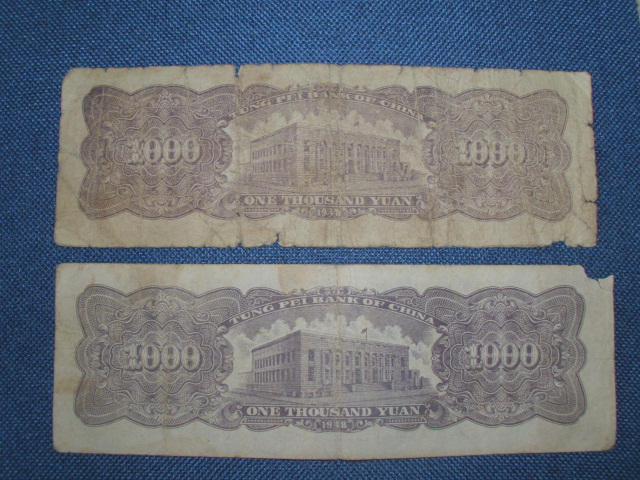 TUNG PEI BANK OF CHINA
1000 1000
ONE THOUSAND YUAN
1948
TUNG PEI BANK OF CHINA
1000 1000
ONE THOUSAND YUAN
1948